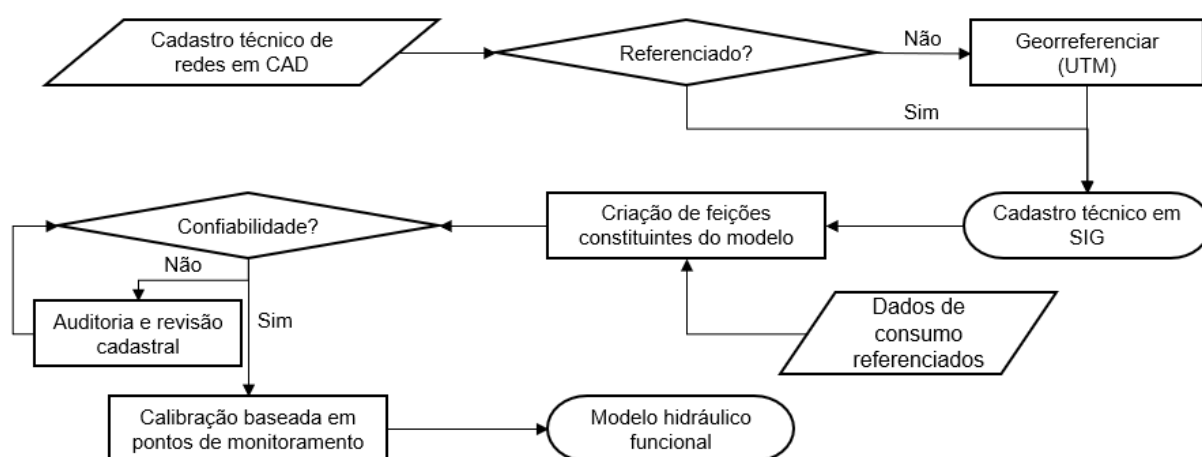 Cadastro técnico de
redes em CAD
Referenciado?
Não
Georreferenciar
(UTM)
Sim
Cadastro técnico em
SIG
Criação de feições
constituintes do modelo
Dados de
consumo
referenciados
Confiabilidade?
Não
Auditoria e revisão
cadastral
Sim
Calibração baseada em
pontos de monitoramento
Modelo hidráulico
funcional